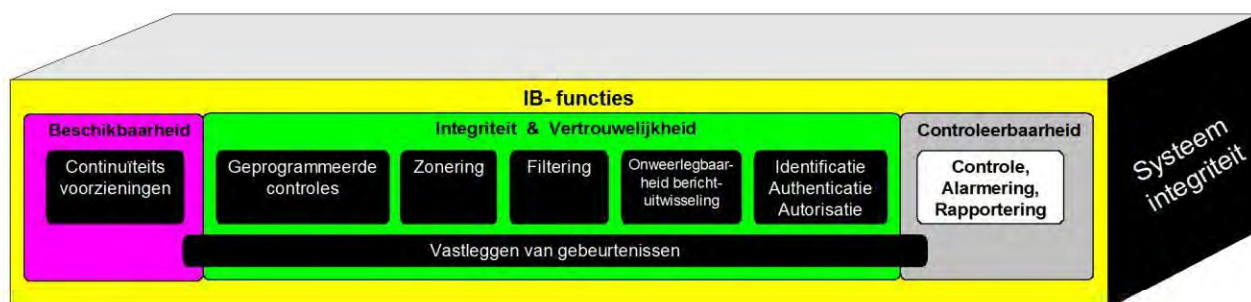 IB- functies
Beschikbaarheid
Continuïteits
voorzieningen
Integriteit & Vertrouwelijkheid
Geprogrammeerde
controles
Zonering
Filtering
Onweerlegbaar-
heid bericht-
uitwisseling
Identificatie
Authenticatie
Autorisatie
Controleerbaarheid
Controle,
Alarmering,
Rapportering
Vastleggen van gebeurtenissen
Systeem
integriteit